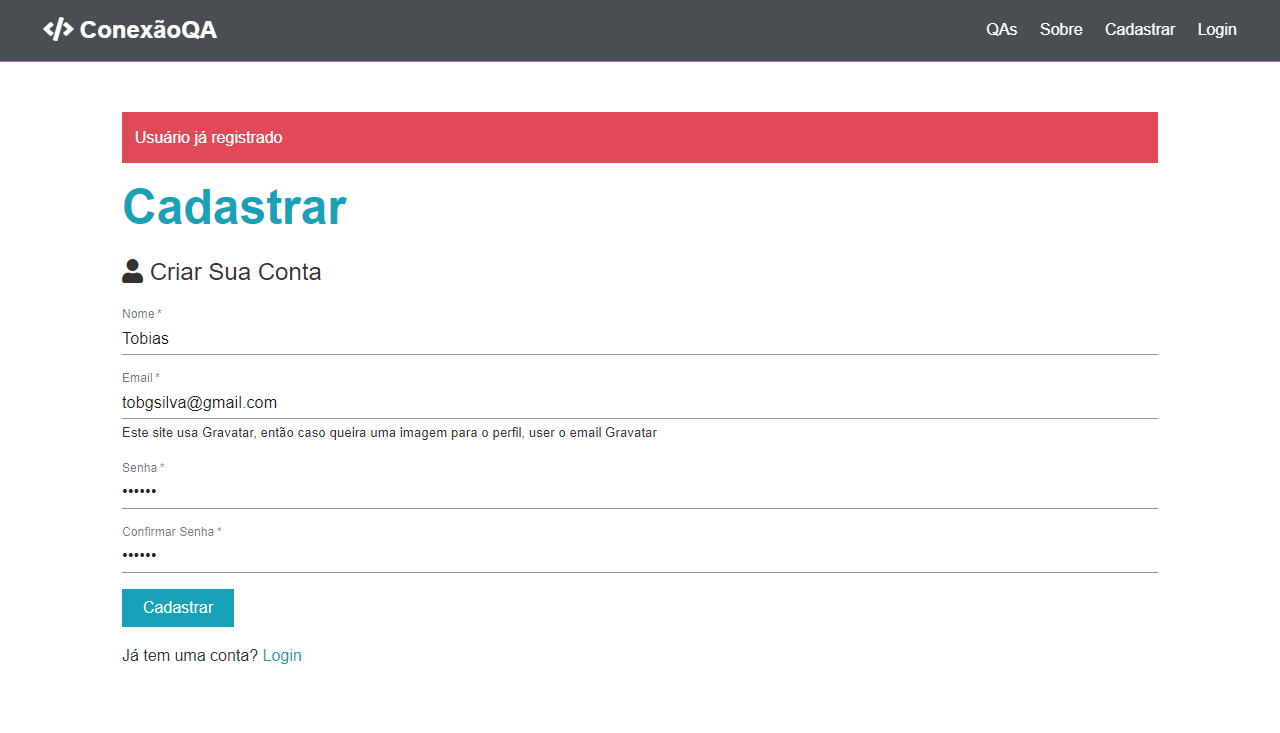 ConexãoQA
QAs Sobre Cadastrar Login
Usuário já registrado
Cadastrar
Criar Sua Conta
Nome *
Tobias
Email *
tobgsilva@gmail.com
Este site usa Gravatar, então caso queira uma imagem para o perfil, user o email Gravatar
Senha *
••••••
Confirmar Senha *
••••••
Cadastrar
Já tem uma conta? Login